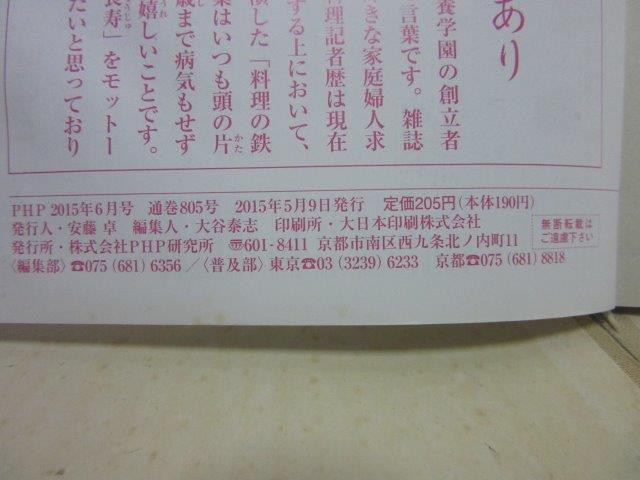 あり
養学園の創立者
言葉です。雑誌
きな家庭婦人求
料理記者歴は現在
する上において、
した「料理の鉄
葉はいつも頭の片
かた
歳まで病気もせず
嬉しいことです。
うれ
長寿」をモットー
たいと思っており
PHP 2015年6月号 通巻805号 2015年5月9日発行 定価205円(本体190円)
発行人・安藤 卓 編集人・大谷泰志 印刷所・大日本印刷株式会社
発行所・株式会社PHP研究所 〒601-8411 京都市南区西九条北ノ内町11
〈編集部〉☎075(681)6356/〈普及部〉東京☎03(3239)6233 京都☎075(681)8818
無断転載は
ご遠慮下さい